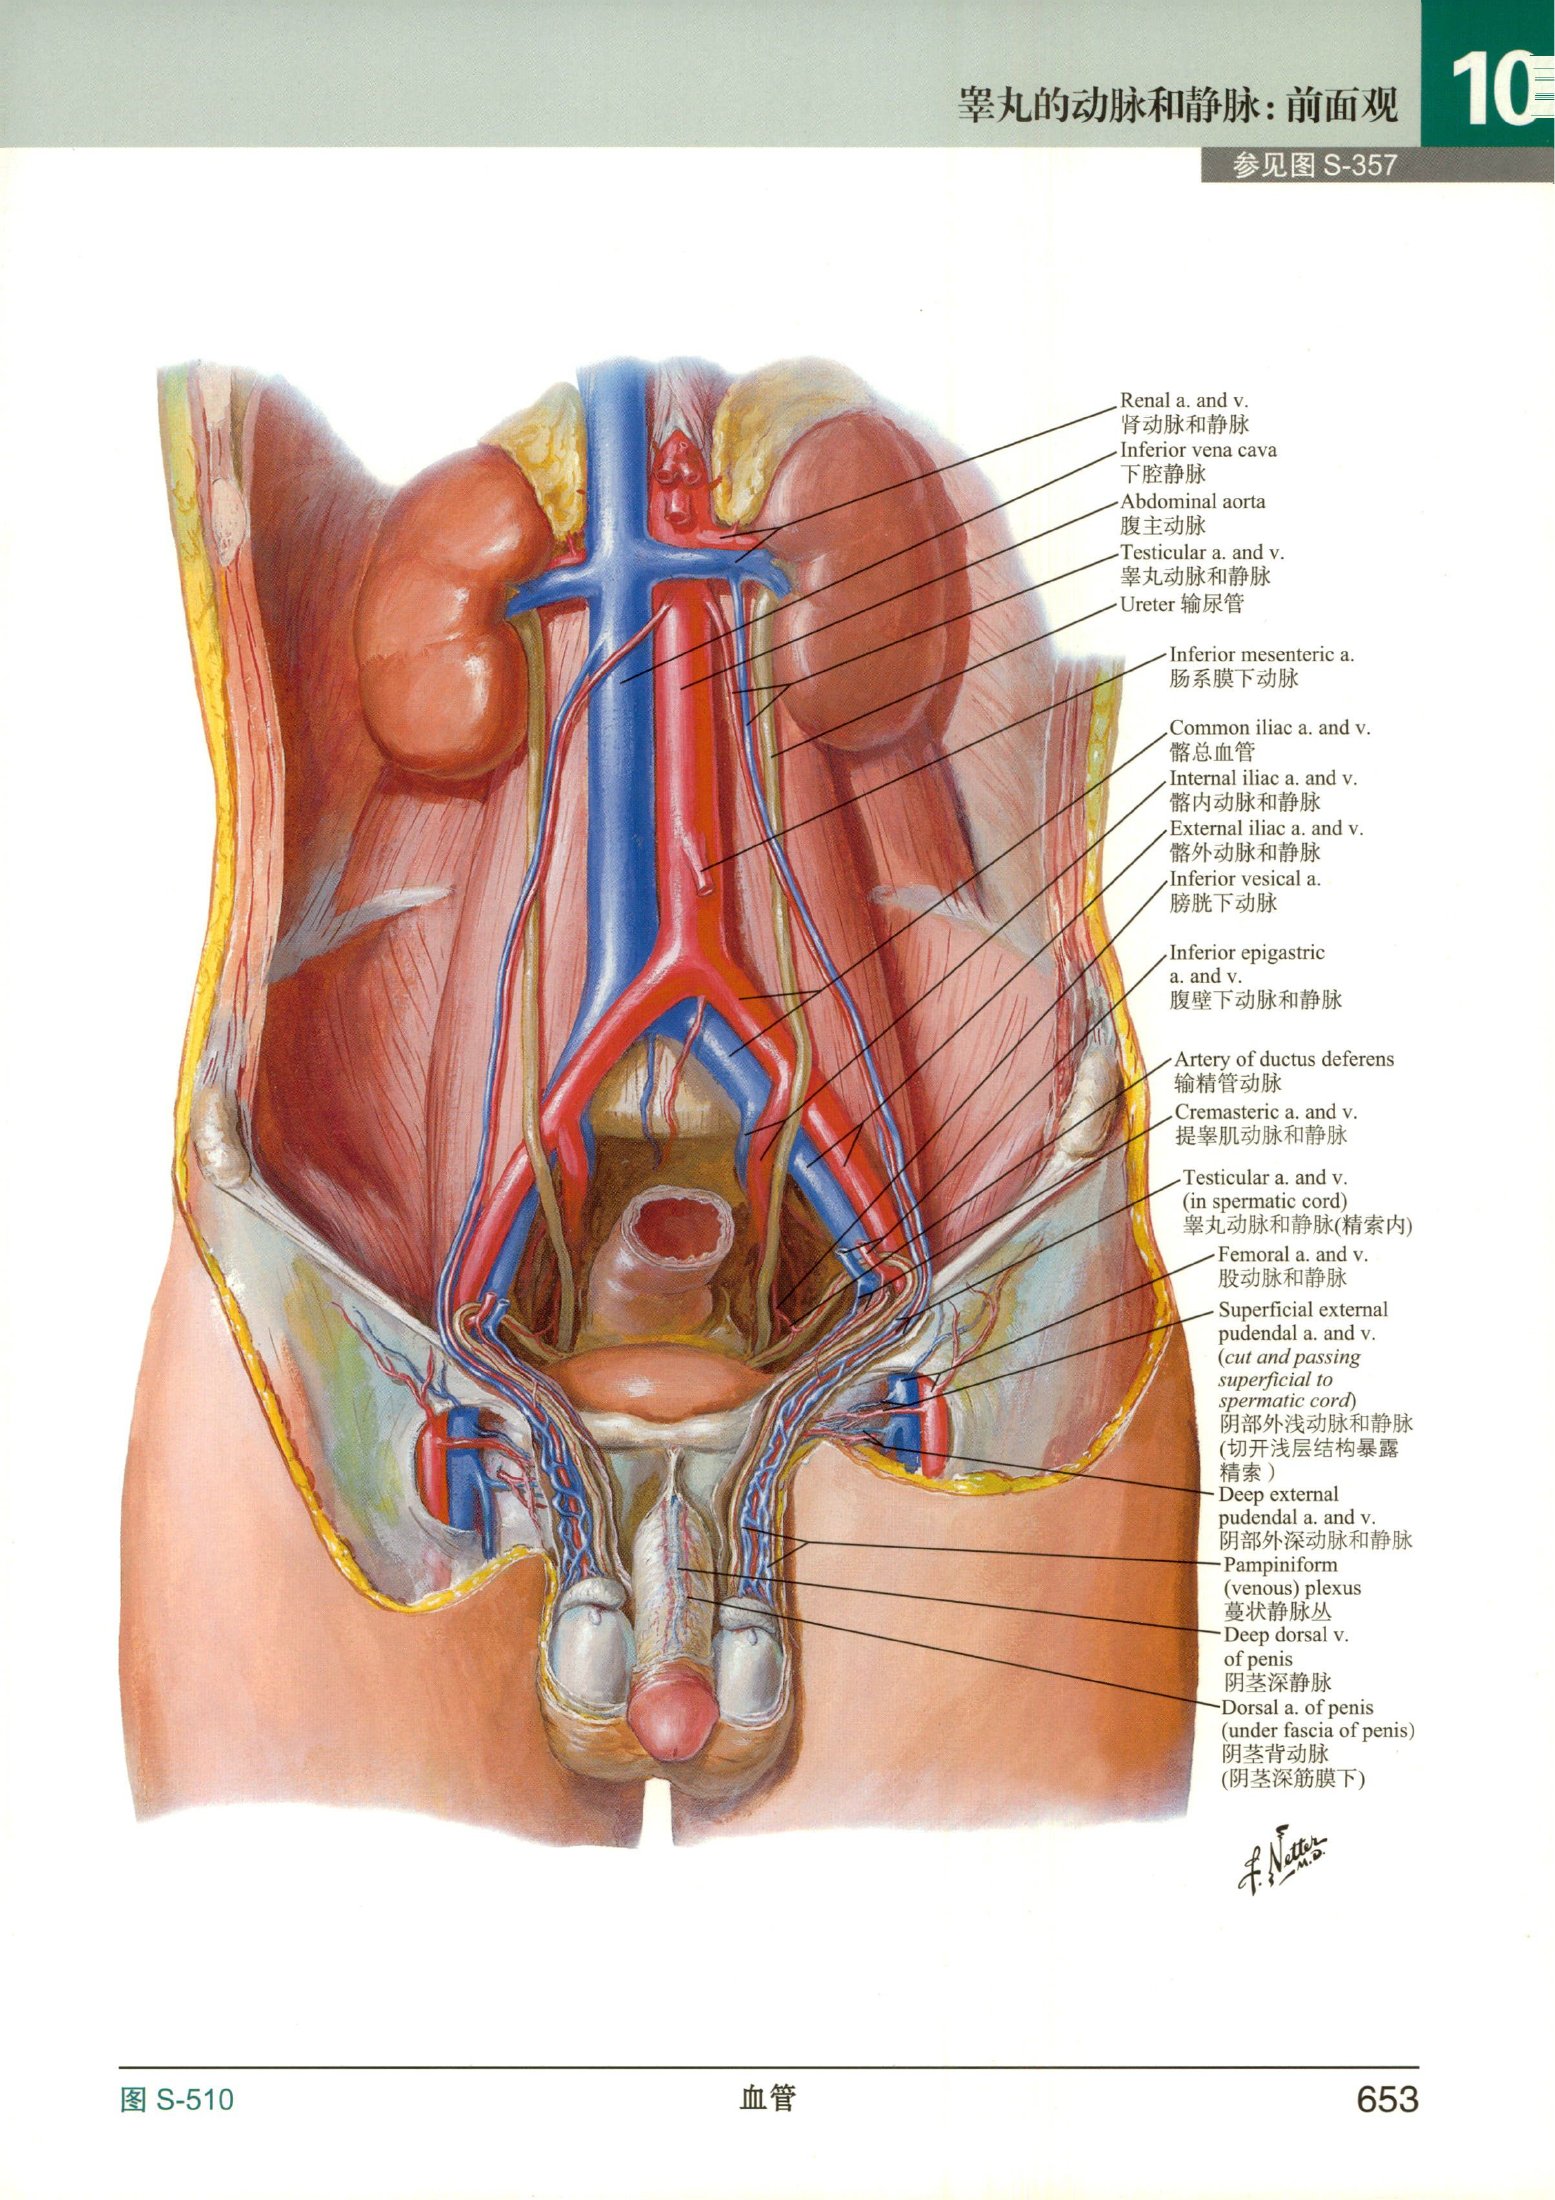 睾丸的动脉和静脉:前面观
10
参见图 S-357
Renal a. and v.
肾动脉和静脉
Inferior vena cava
下腔静脉
Abdominal aorta
腹主动脉
Testicular a. and v.
睾丸动脉和静脉
Ureter 输尿管
Inferior mesenteric a.
肠系膜下动脉
Common iliac a. and v.
髂总血管
Internal iliac a. and v.
髂内动脉和静脉
External iliac a. and v.
髂外动脉和静脉
Inferior vesical a.
膀胱下动脉
Inferior epigastric
a. and v.
腹壁下动脉和静脉
Artery of ductus deferens
输精管动脉
Cremasteric a. and v.
提睾肌动脉和静脉
Testicular a. and v.
(in spermatic cord)
睾丸动脉和静脉(精索内)
Femoral a. and v.
股动脉和静脉
Superficial external
pudendal a. and v.
(cut and passing
superficial to
spermatic cord)
阴部外浅动脉和静脉
(切开浅层结构暴露
精索)
Deep external
pudendal a. and v.
阴部外深动脉和静脉
Pampiniform
(venous) plexus
蔓状静脉丛
Deep dorsal v.
of penis
阴茎深静脉
Dorsal a. of penis
(under fascia of penis)
阴茎背动脉
(阴茎深筋膜下)
F. Netter
M.D.
图 S-510
血管
653